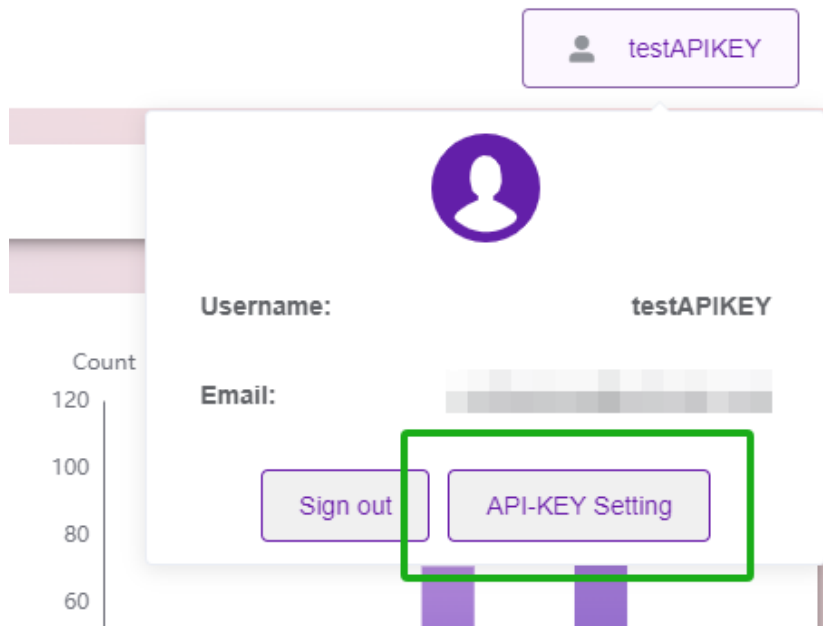 testAPIKEY
Username: testAPIKEY
Count
120
Email:
100
Sign out API-KEY Setting
80
60